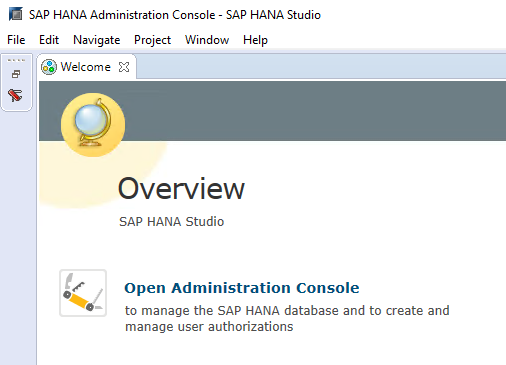 SAP HANA Administration Console - SAP HANA Studio
File Edit Navigate Project Window Help
Welcome
Overview
SAP HANA Studio
Open Administration Console
to manage the SAP HANA database and to create and
manage user authorizations